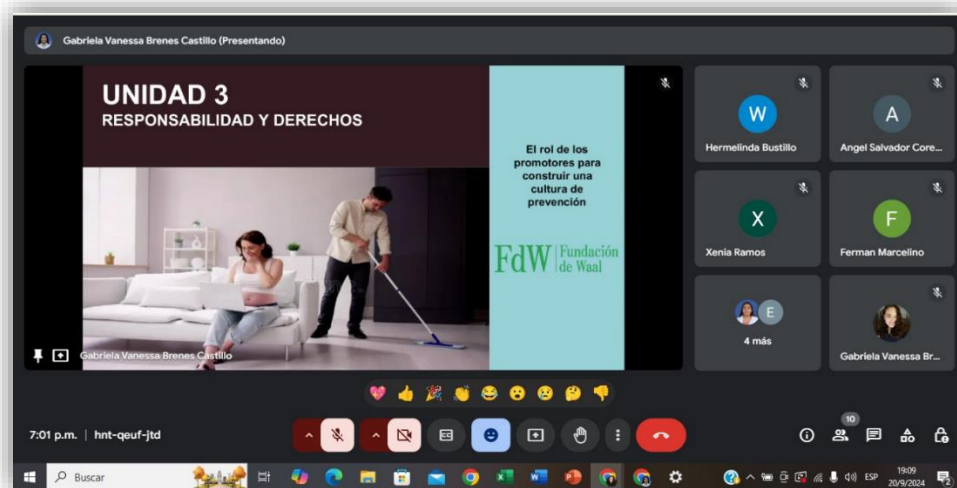 Gabriela Vanessa Brenes Castillo (Presentando)
UNIDAD 3
RESPONSABILIDAD Y DERECHOS
El rol de los
promotores para
construir una
cultura de
prevención
FdW
Fundación
de Waal
Gabriela Vanessa Brenes Castillo
W
Hermelinda Bustillo
A
Angel Salvador Core...
X
Xenia Ramos
F
Ferman Marcelino
E
4 más
Gabriela Vanessa Br...
7:01 p.m. | hnt-qeuf-jtd
CC
10
Buscar
ESP
19:09
20/9/2024
2